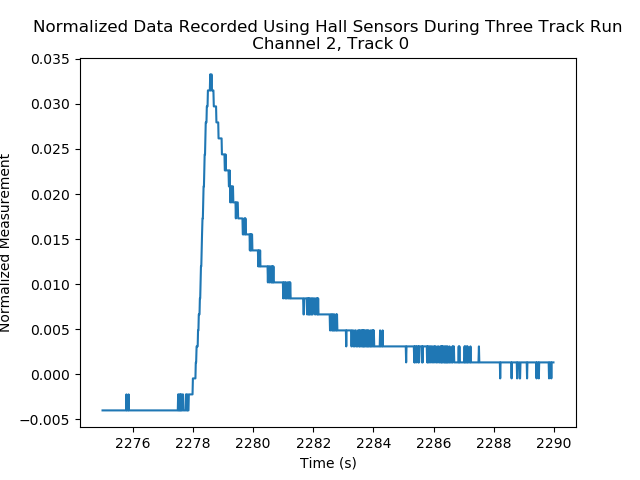 Normalized Data Recorded Using Hall Sensors During Three Track Run
Channel 2, Track 0
0.035
0.030
0.025
0.020
0.015
0.010
0.005
0.000
−0.005
Normalized Measurement
2276 2278 2280 2282 2284 2286 2288 2290
Time (s)